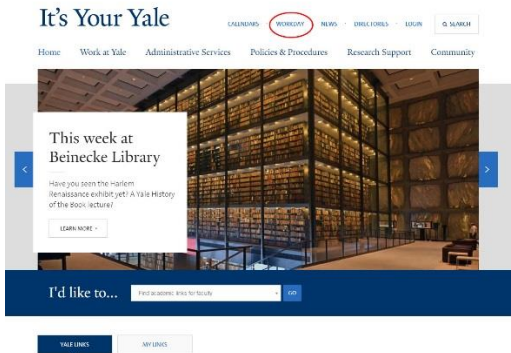 It's Your Yale
CALENDARS WORKDAY NEWS DIRECTORIES LOGIN SEARCH
Home Work at Yale Administrative Services Policies & Procedures Research Support Community
This week at
Beinecke Library
Have you seen the Harlem
Renaissance exhibit yet? A Yale History
of the Book lecture?
LEARN MORE
I'd like to... Find academic links for faculty GO
YALE LINKS MY LINKS